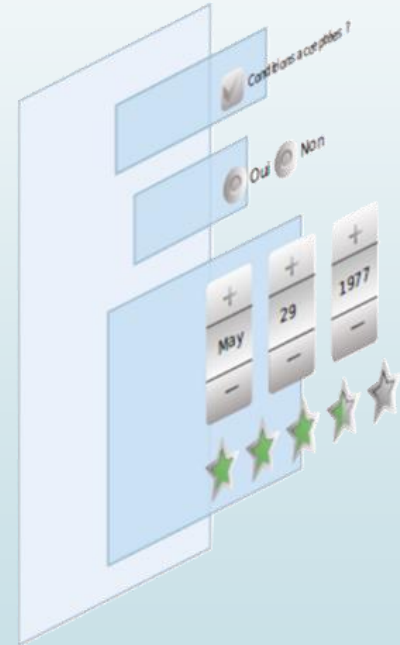 Conditions acceptées ?
Oui Non
+ + +
May 29 1977
− − −